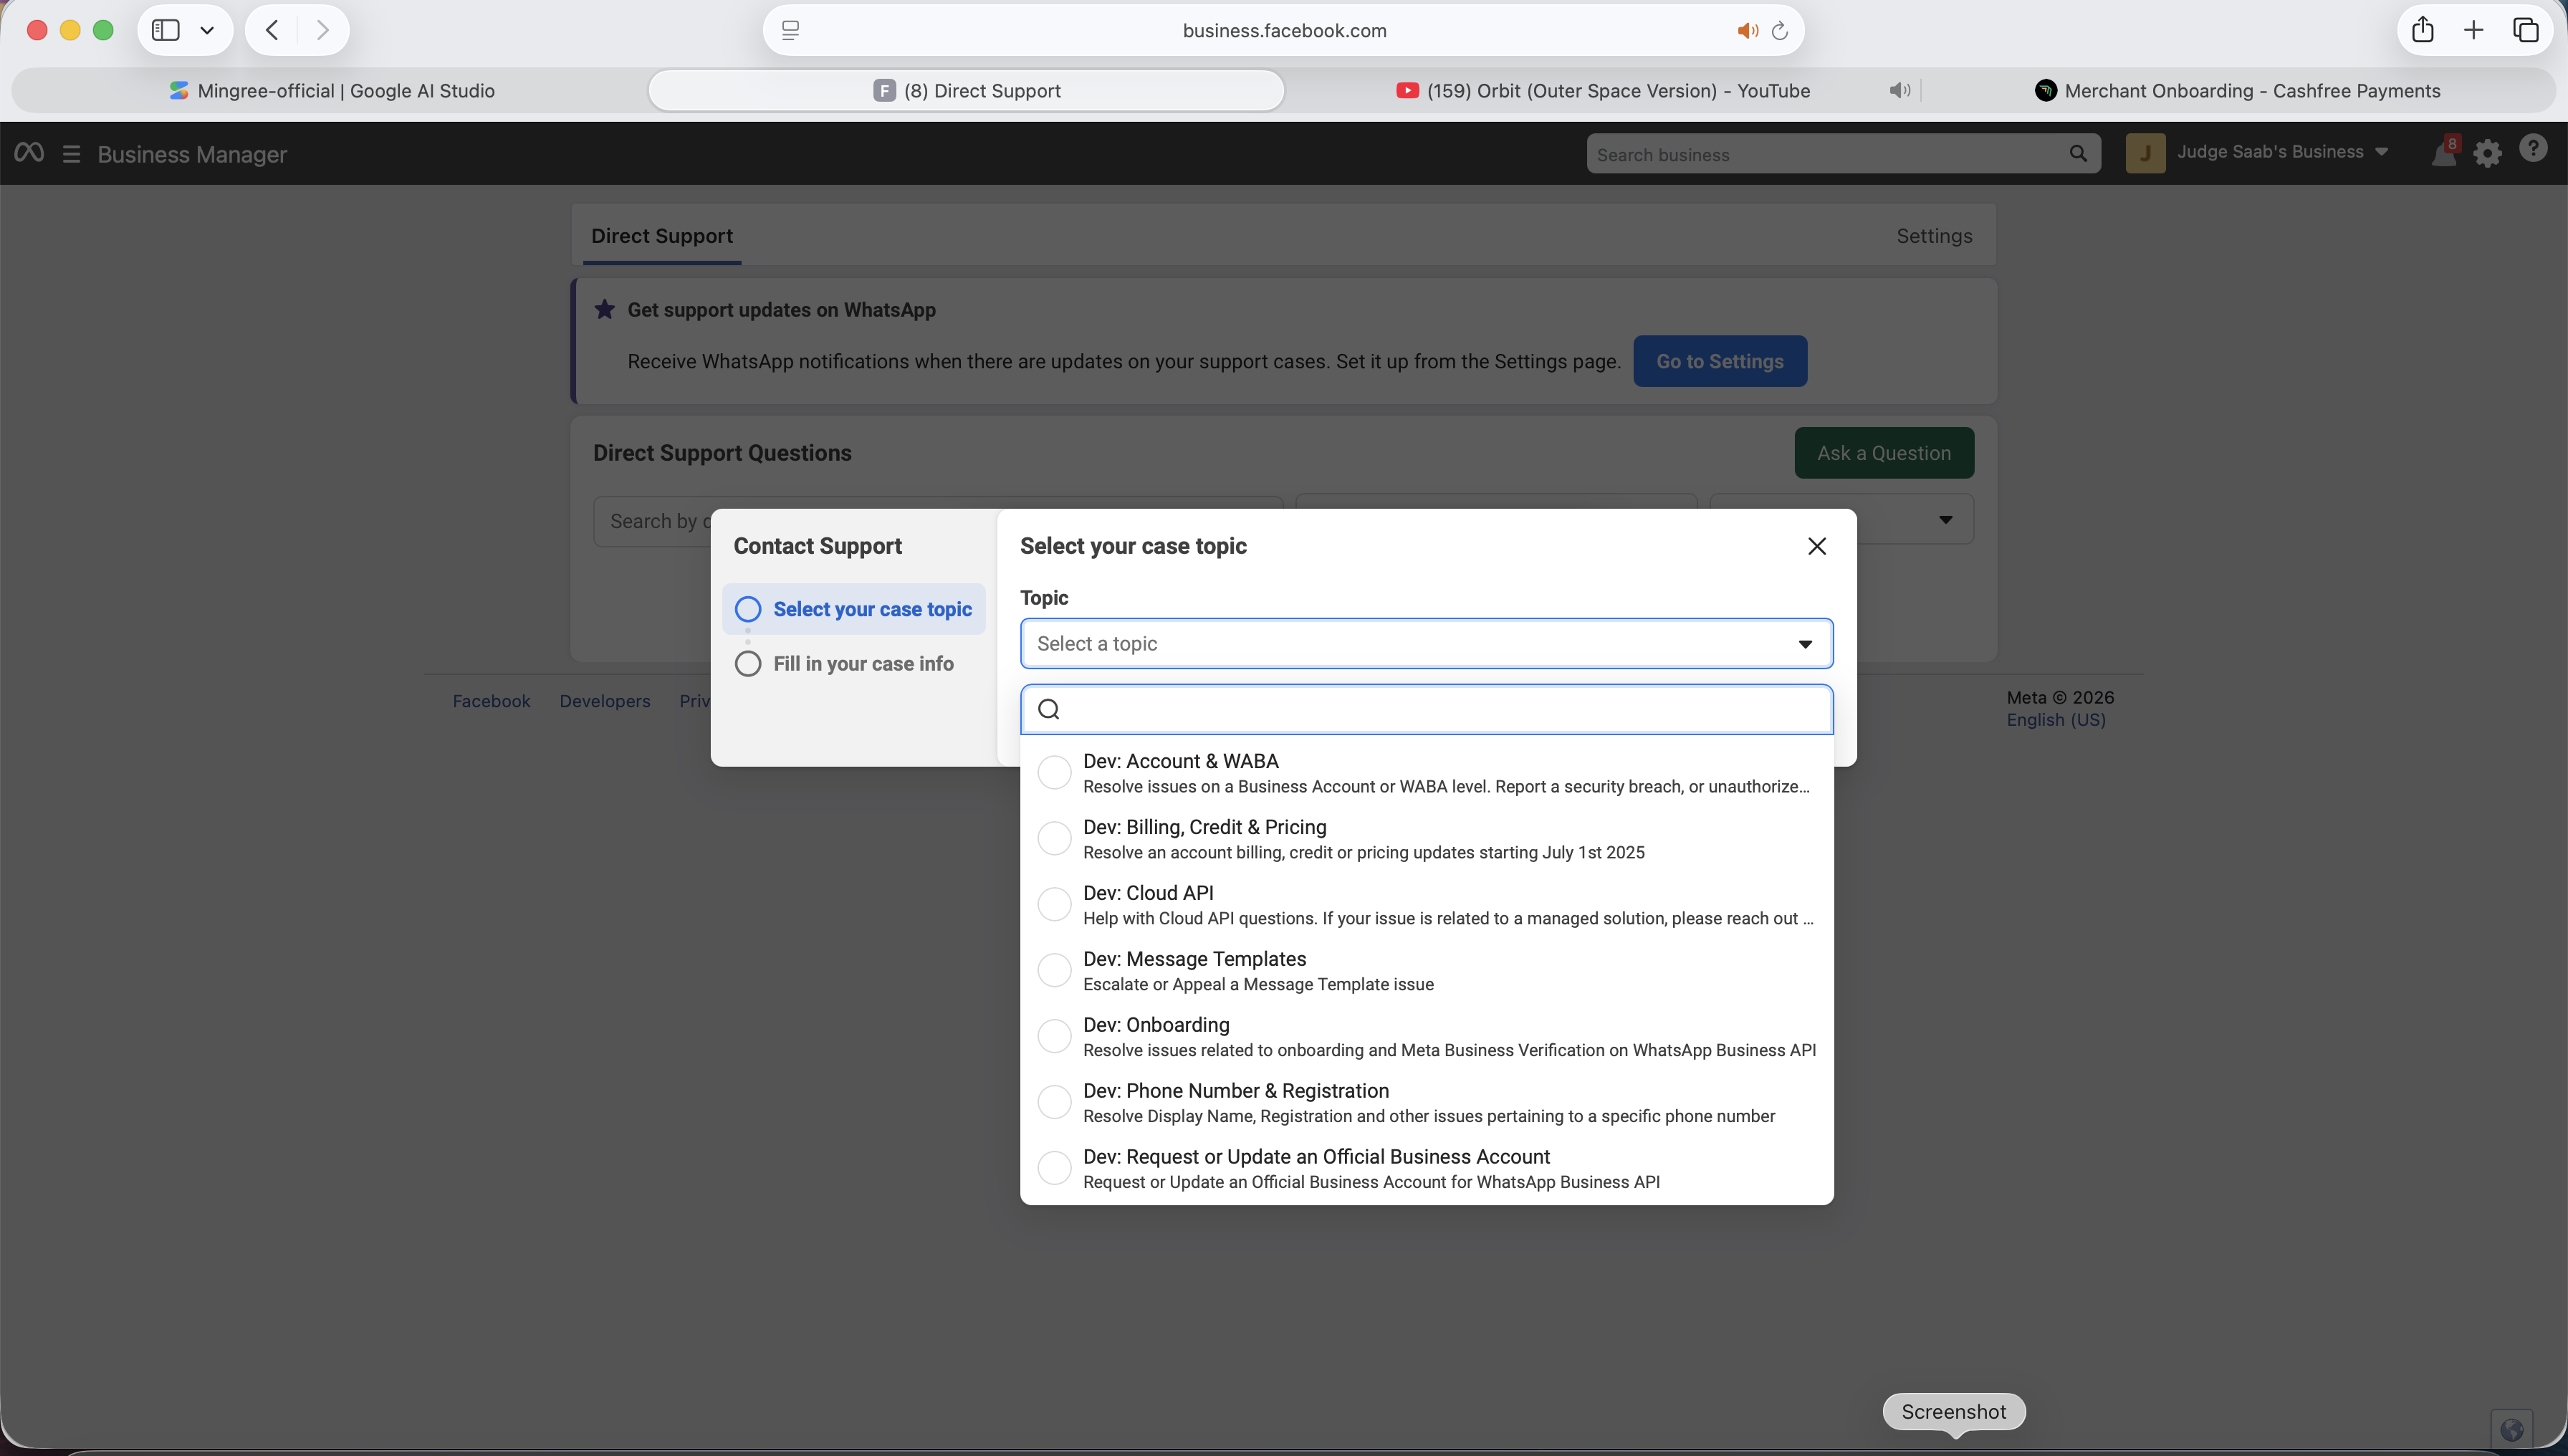 business.facebook.com
Mingree-official | Google AI Studio
F (8) Direct Support
(159) Orbit (Outer Space Version) - YouTube
Merchant Onboarding - Cashfree Payments
Business Manager
Search business
J
Judge Saab's Business
8
?
Direct Support
Settings
Get support updates on WhatsApp
Receive WhatsApp notifications when there are updates on your support cases. Set it up from the Settings page.
Go to Settings
Direct Support Questions
Ask a Question
Search by
Contact Support
Select your case topic
Fill in your case info
Select your case topic
Topic
Select a topic
Dev: Account & WABA
Resolve issues on a Business Account or WABA level. Report a security breach, or unauthorize...
Dev: Billing, Credit & Pricing
Resolve an account billing, credit or pricing updates starting July 1st 2025
Dev: Cloud API
Help with Cloud API questions. If your issue is related to a managed solution, please reach out ...
Dev: Message Templates
Escalate or Appeal a Message Template issue
Dev: Onboarding
Resolve issues related to onboarding and Meta Business Verification on WhatsApp Business API
Dev: Phone Number & Registration
Resolve Display Name, Registration and other issues pertaining to a specific phone number
Dev: Request or Update an Official Business Account
Request or Update an Official Business Account for WhatsApp Business API
Facebook
Developers
Priv
Meta © 2026
English (US)
Screenshot